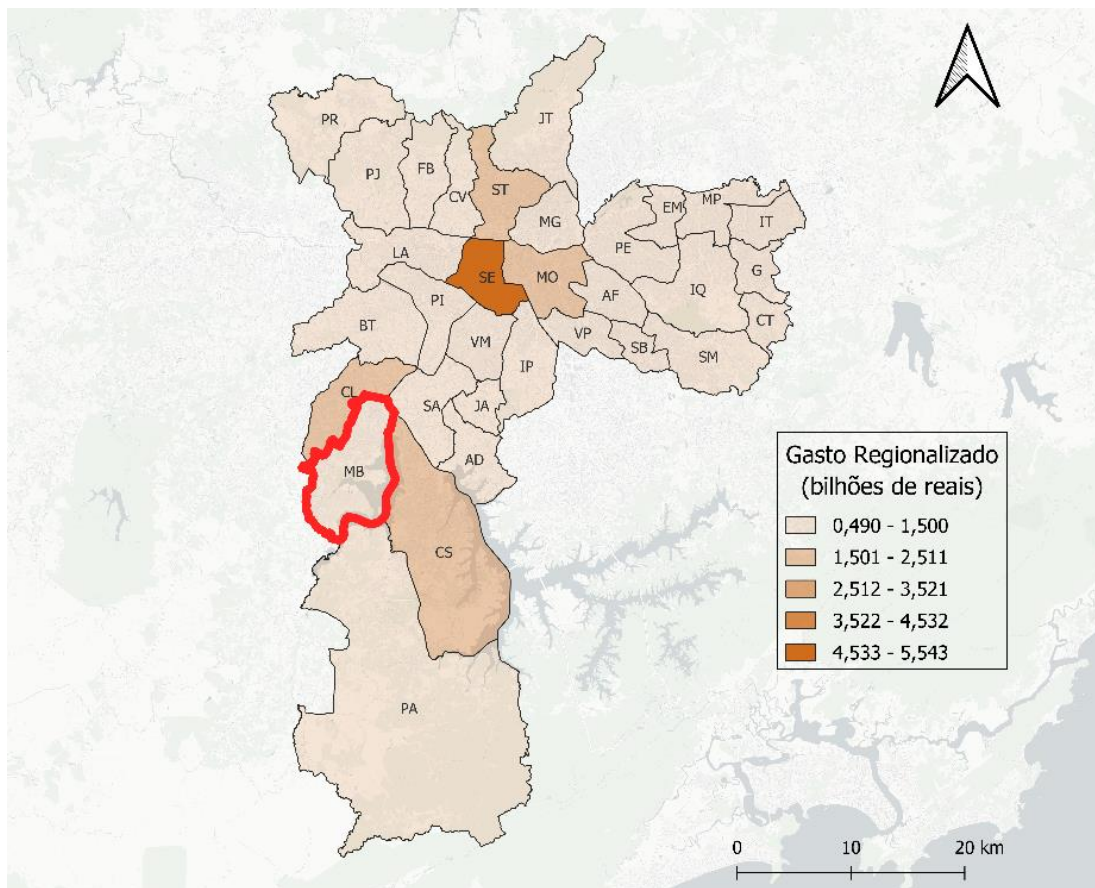 JT
PR
FB
PJ
ST
CV
MG
EM
MP
IT
PE
LA
SE
MO
G
IQ
AF
PI
BT
CT
VP
VM
SB
SM
IP
CL
SA
JA
AD
MB
CS
PA
Gasto Regionalizado
(bilhões de reais)
0,490 - 1,500
1,501 - 2,511
2,512 - 3,521
3,522 - 4,532
4,533 - 5,543
0 10 20 km